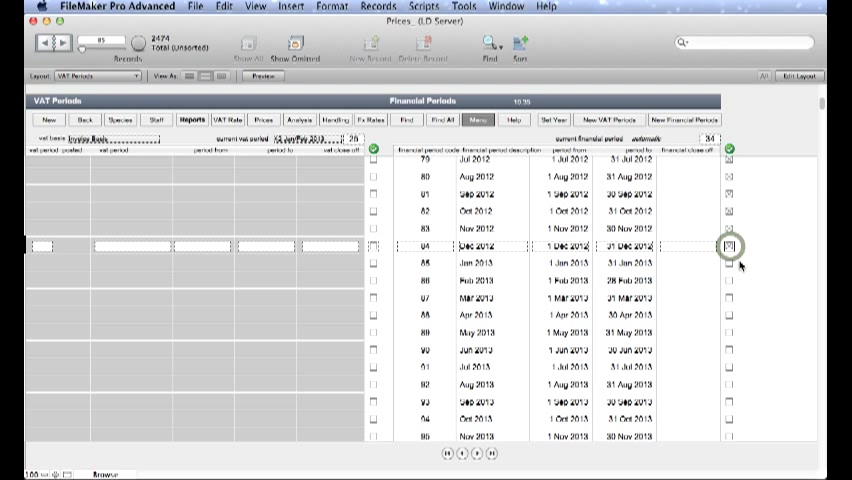 FileMaker Pro Advanced File Edit View Insert Format Records Scripts Tools Window Help
Prices_ (LD Server)
85
2474
Total (Unsorted)
Records
Show All Show Omitted
New Record Delete Record
Find Sort
Layout: VAT Periods View As: Preview Edit Layout
VAT Periods Financial Periods
New Back Species Staff Reports VAT Rate Prices Analysis Handling Fx Rates Find Find All Menu Help Set Year New VAT Periods New Financial Periods
vat basis Invoice Basis current vat period current financial period automatic 34
vat period posted vat period period from period to vat close off financial period code financial period description period from period to financial close off
79 Jul 2012 1 Jul 2012 31 Jul 2012
80 Aug 2012 1 Aug 2012 31 Aug 2012
81 Sep 2012 1 Sep 2012 30 Sep 2012
82 Oct 2012 1 Oct 2012 31 Oct 2012
83 Nov 2012 1 Nov 2012 30 Nov 2012
84 Dec 2012 1 Dec 2012 31 Dec 2012
85 Jan 2013 1 Jan 2013 31 Jan 2013
86 Feb 2013 1 Feb 2013 28 Feb 2013
87 Mar 2013 1 Mar 2013 31 Mar 2013
88 Apr 2013 1 Apr 2013 30 Apr 2013
89 May 2013 1 May 2013 31 May 2013
90 Jun 2013 1 Jun 2013 30 Jun 2013
91 Jul 2013 1 Jul 2013 31 Jul 2013
92 Aug 2013 1 Aug 2013 31 Aug 2013
93 Sep 2013 1 Sep 2013 30 Sep 2013
94 Oct 2013 1 Oct 2013 31 Oct 2013
95 Nov 2013 1 Nov 2013 30 Nov 2013
100 Browse